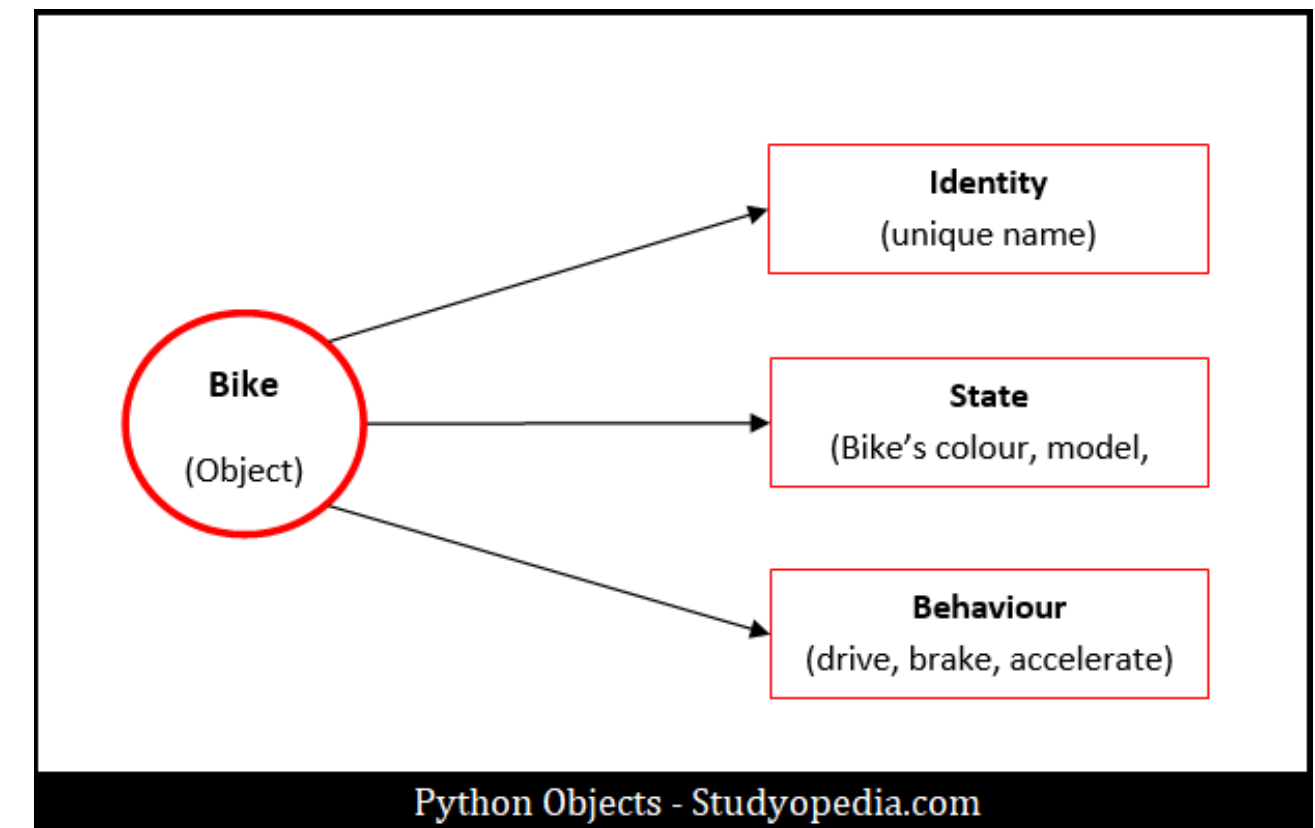 Identity
(unique name)
Bike
(Object)
State
(Bike’s colour, model,
Behaviour
(drive, brake, accelerate)
Python Objects - Studyopedia.com